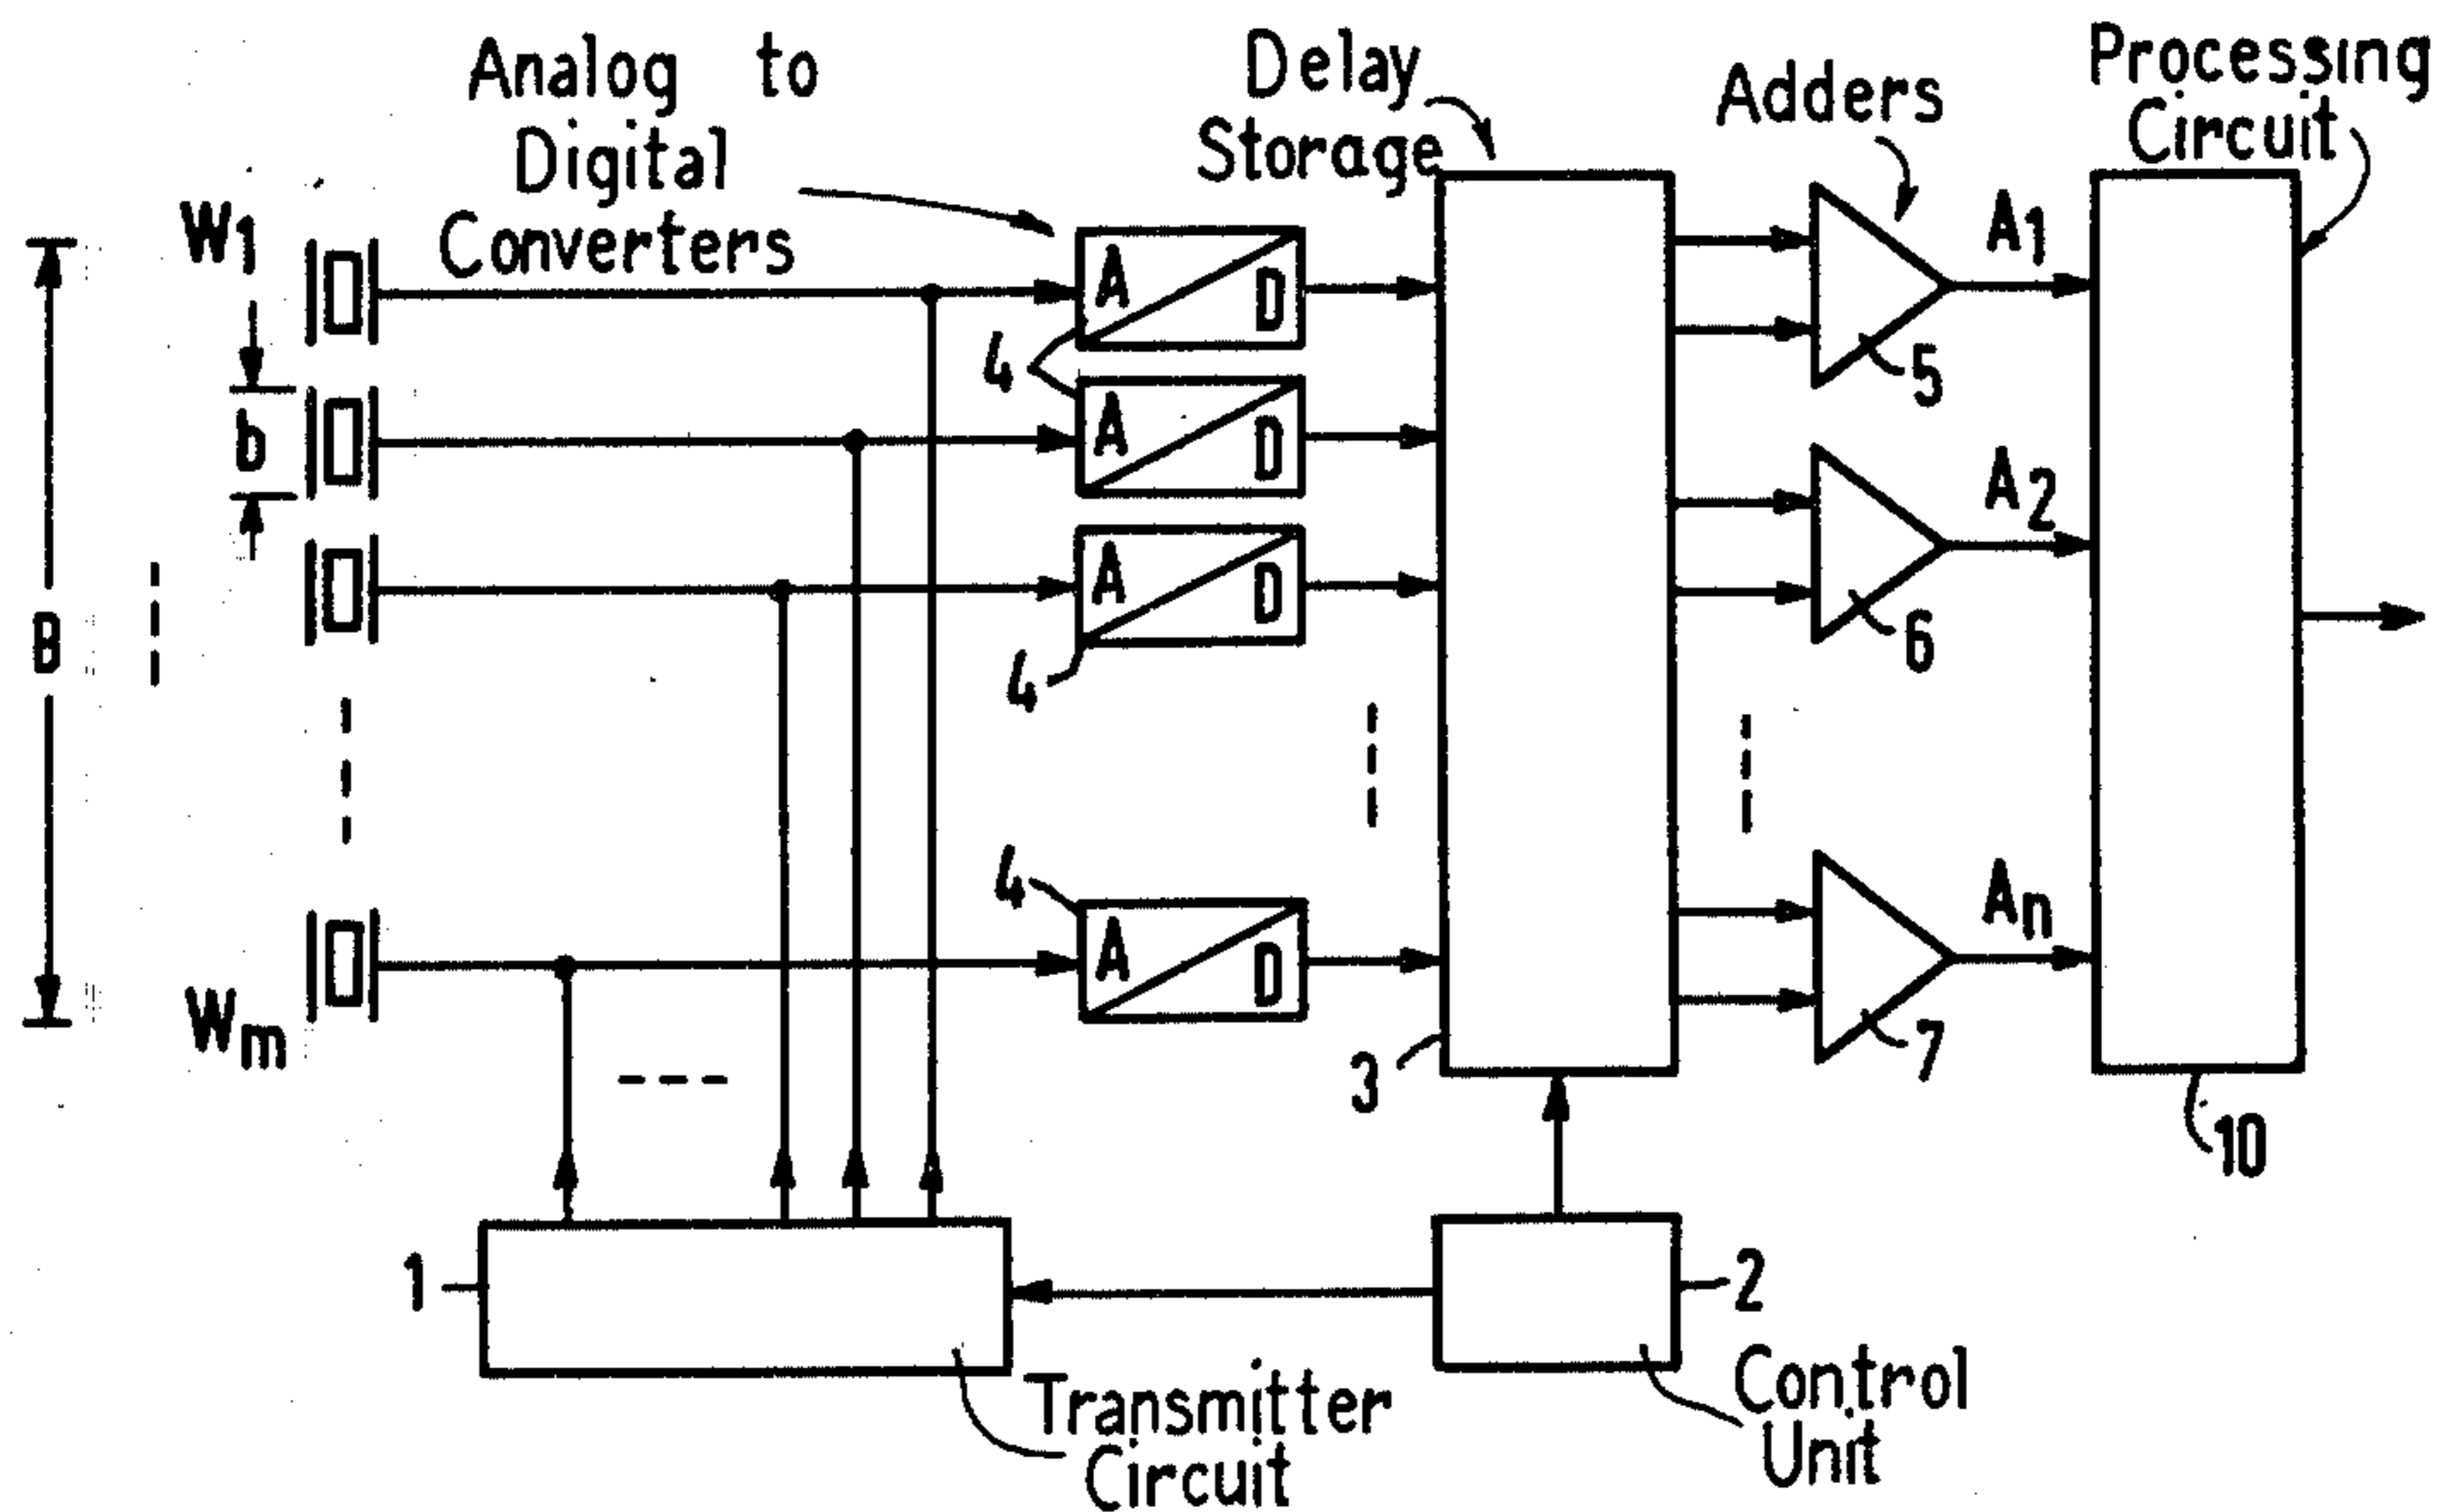 Analog to
Digital
Converters
Delay
Storage
Adders
Processing
Circuit
W1
b
B
Wm
A
D
4
A
D
A
D
4
4
A
D
3
5
6
7
A1
A2
An
10
1
2
Transmitter
Circuit
Control
Unit